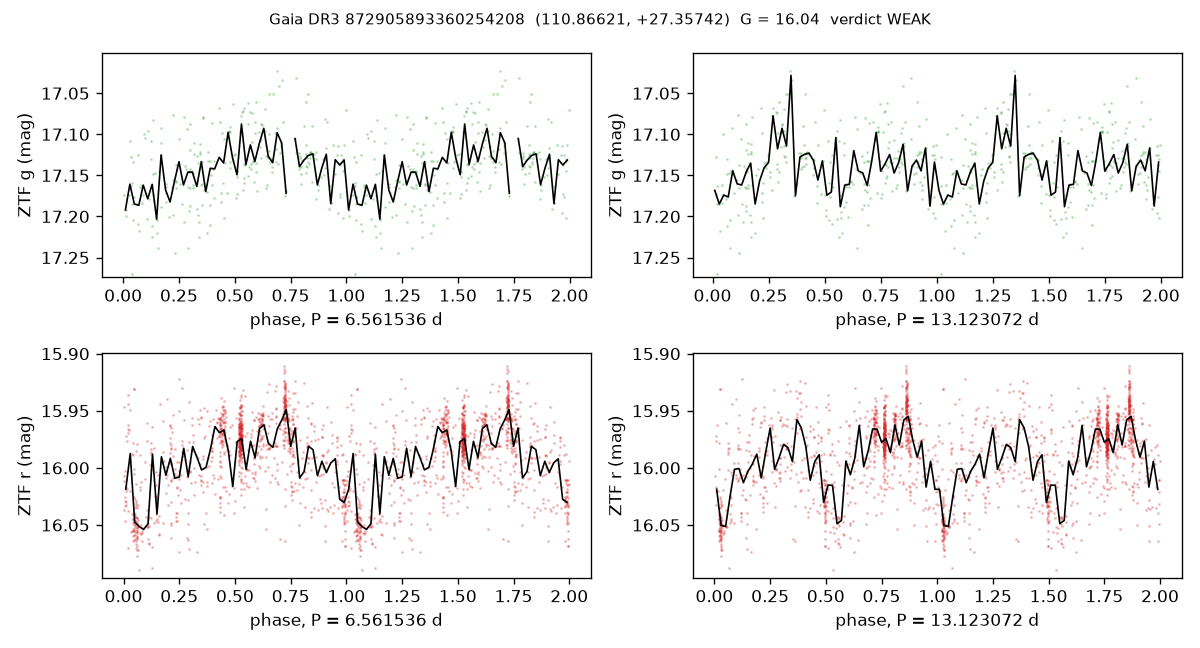 Gaia DR3 872905893360254208  (110.86621, +27.35742)  G = 16.04  verdict WEAK
ZTF g (mag)
17.05
17.10
17.15
17.20
17.25
0.00 0.25 0.50 0.75 1.00 1.25 1.50 1.75 2.00
phase, P = 6.561536 d
ZTF g (mag)
17.05
17.10
17.15
17.20
17.25
0.00 0.25 0.50 0.75 1.00 1.25 1.50 1.75 2.00
phase, P = 13.123072 d
ZTF r (mag)
15.90
15.95
16.00
16.05
0.00 0.25 0.50 0.75 1.00 1.25 1.50 1.75 2.00
phase, P = 6.561536 d
ZTF r (mag)
15.90
15.95
16.00
16.05
0.00 0.25 0.50 0.75 1.00 1.25 1.50 1.75 2.00
phase, P = 13.123072 d